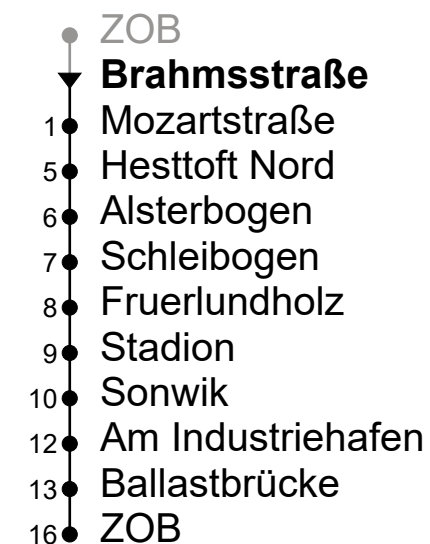 ZOB
Brahmsstraße
1 Mozartstraße
5 Hesttoft Nord
6 Alsterbogen
7 Schleibogen
8 Fruerlundholz
9 Stadion
10 Sonwik
12 Am Industriehafen
13 Ballastbrücke
16 ZOB